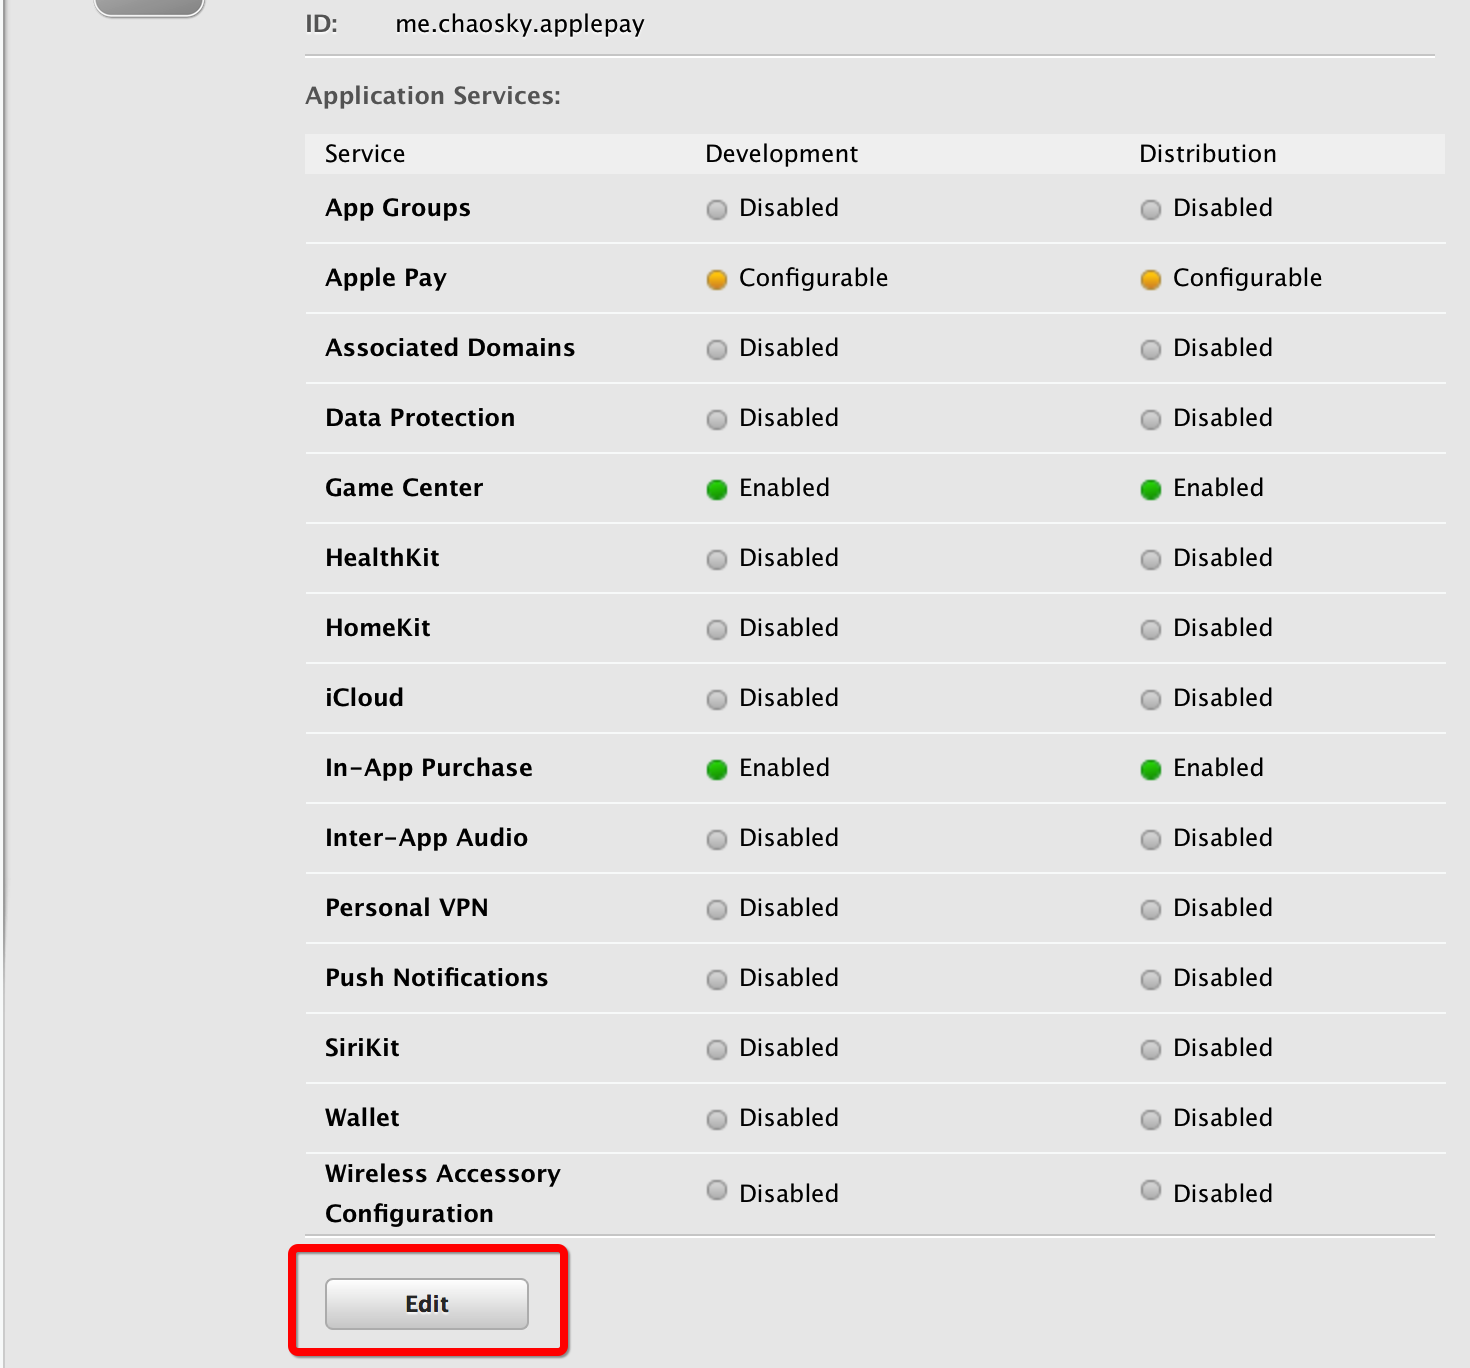 ID: me.chaosky.applepay
Application Services:
Service Development Distribution
App Groups Disabled Disabled
Apple Pay Configurable Configurable
Associated Domains Disabled Disabled
Data Protection Disabled Disabled
Game Center Enabled Enabled
HealthKit Disabled Disabled
HomeKit Disabled Disabled
iCloud Disabled Disabled
In-App Purchase Enabled Enabled
Inter-App Audio Disabled Disabled
Personal VPN Disabled Disabled
Push Notifications Disabled Disabled
SiriKit Disabled Disabled
Wallet Disabled Disabled
Wireless Accessory
Configuration Disabled Disabled
Edit